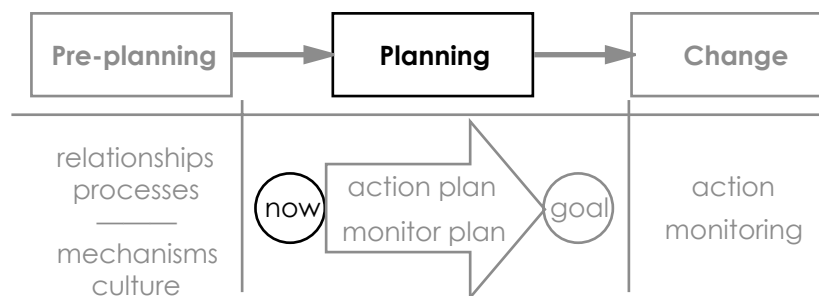 Pre-planning
Planning
Change
relationships
processes
mechanisms
culture
now
action plan
monitor plan
goal
action
monitoring